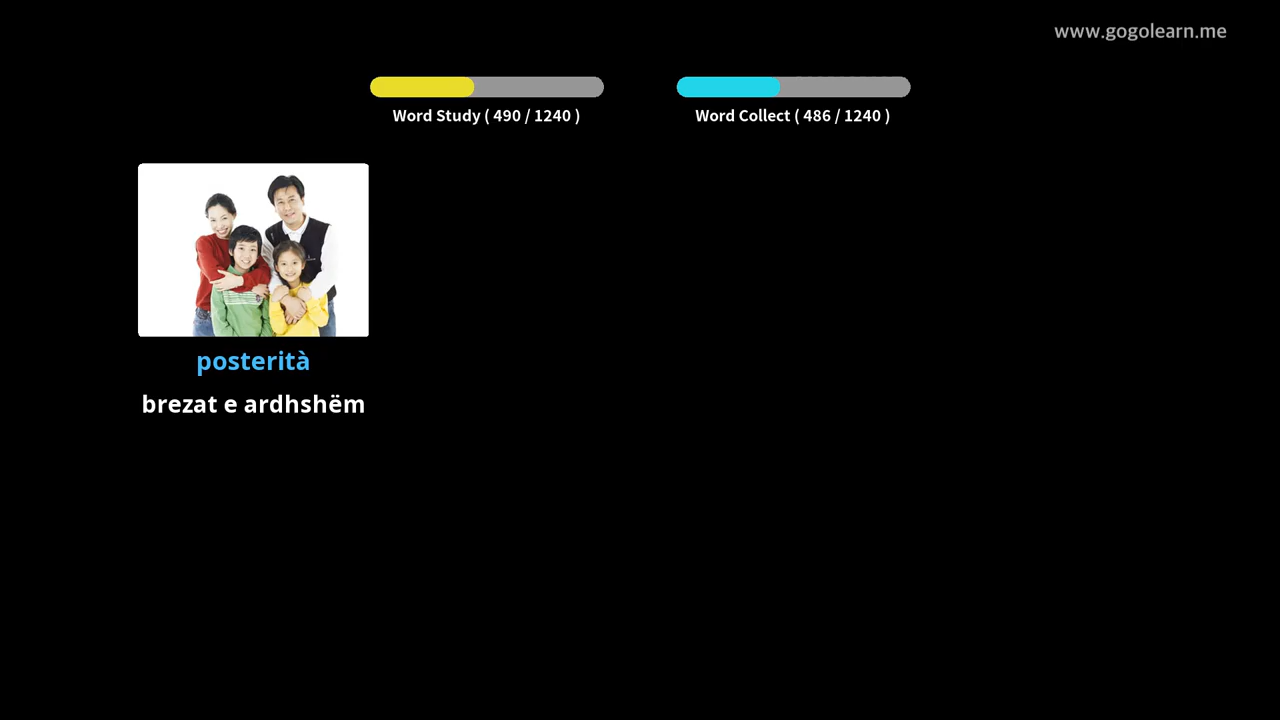 www.gogolearn.me
Word Study ( 490 / 1240 )
Word Collect ( 486 / 1240 )
posterità
brezat e ardhshëm